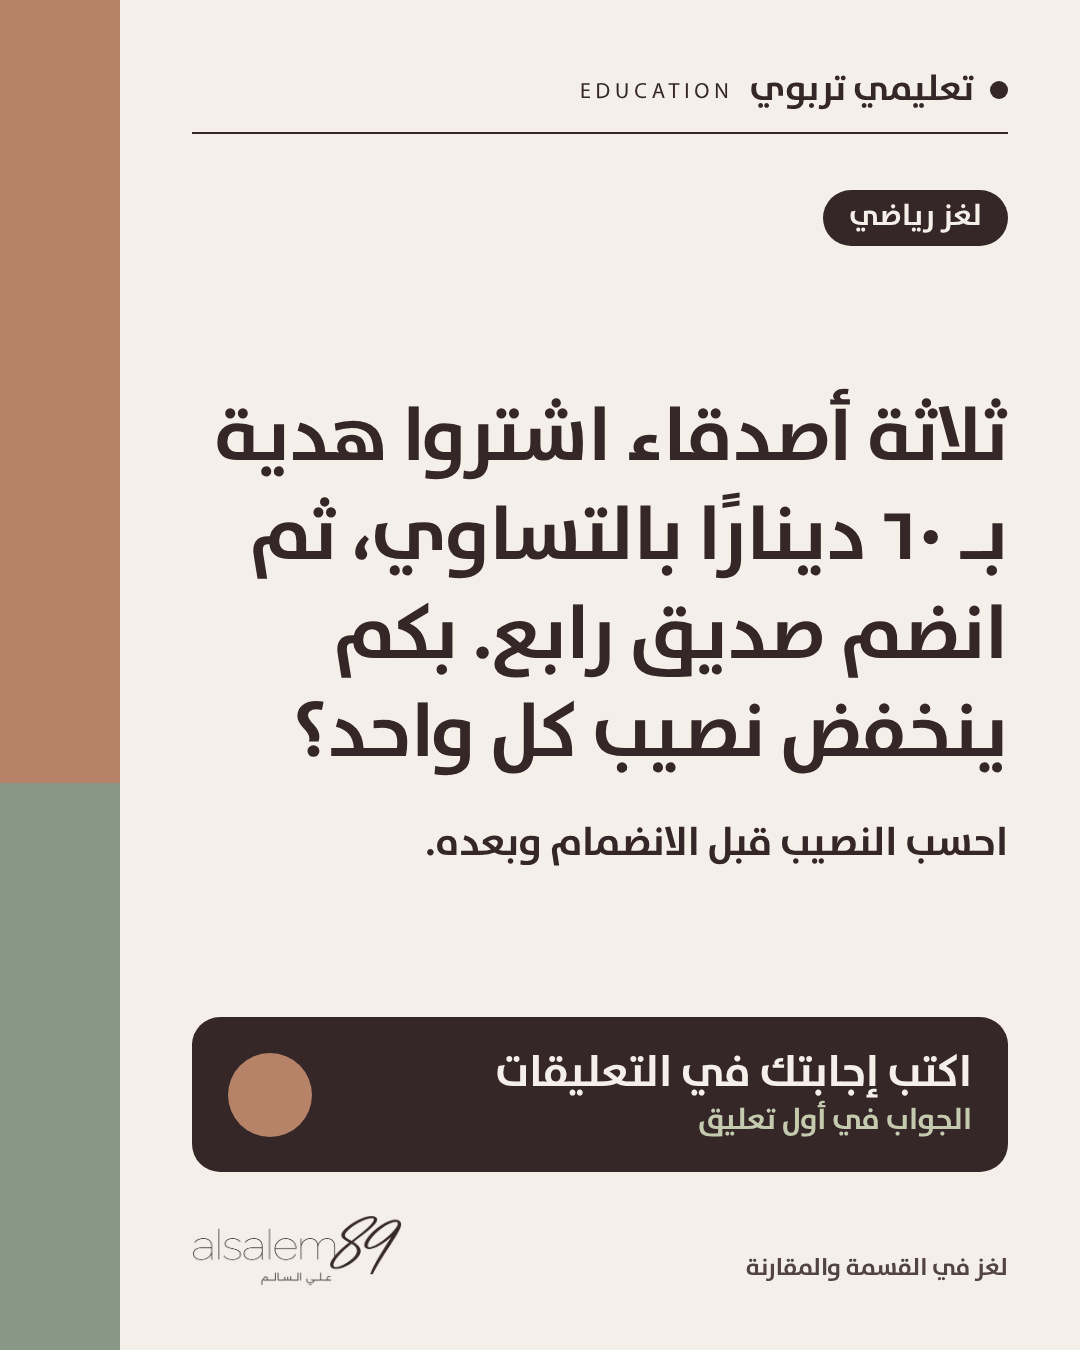 تعليمي تربوي EDUCATION
لغز رياضي
ثلاثة أصدقاء اشتروا هدية
بـ ٦٠ دينارًا بالتساوي، ثم
انضم صديق رابع. بكم
ينخفض نصيب كل واحد؟
احسب النصيب قبل الانضمام وبعده.
اكتب إجابتك في التعليقات
الجواب في أول تعليق
لغز في القسمة والمقارنة
alsalem89
علي السالم